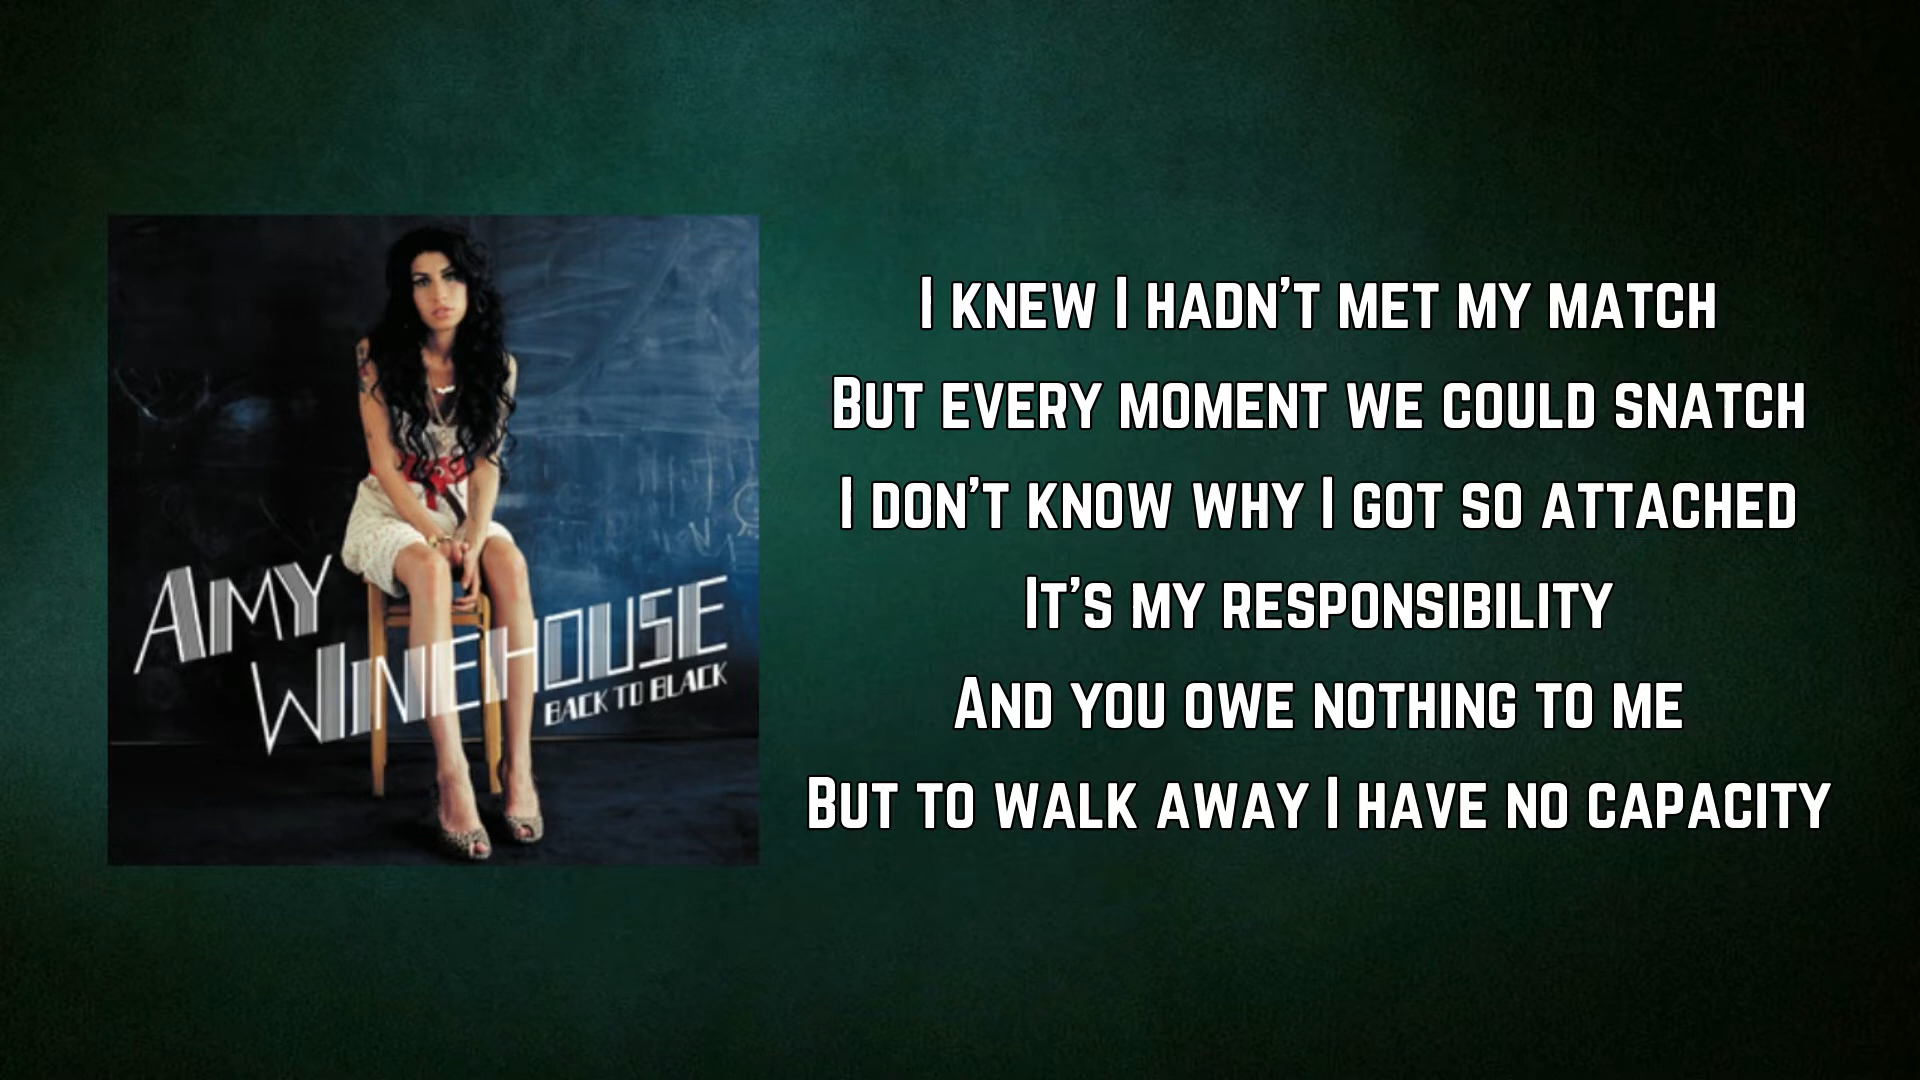 Amy
Winehouse
Back to Black
I knew I hadn't met my match
But every moment we could snatch
I don't know why I got so attached
It's my responsibility
And you owe nothing to me
But to walk away I have no capacity